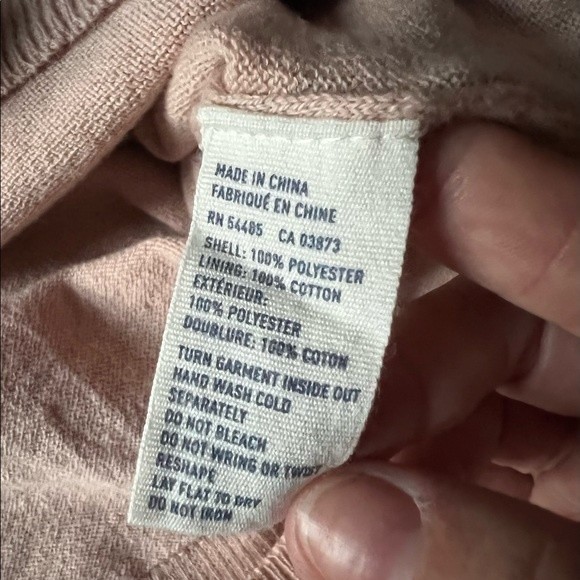 MADE IN CHINA
FABRIQUÉ EN CHINE
RN 54485 CA 03873
SHELL: 100% POLYESTER
LINING: 100% COTTON
EXTÉRIEUR:
100% POLYESTER
DOUBLURE: 100% COTON
TURN GARMENT INSIDE OUT
HAND WASH COLD
SEPARATELY
DO NOT BLEACH
DO NOT WRING OR TWIST
RESHAPE
LAY FLAT TO DRY
DO NOT IRON